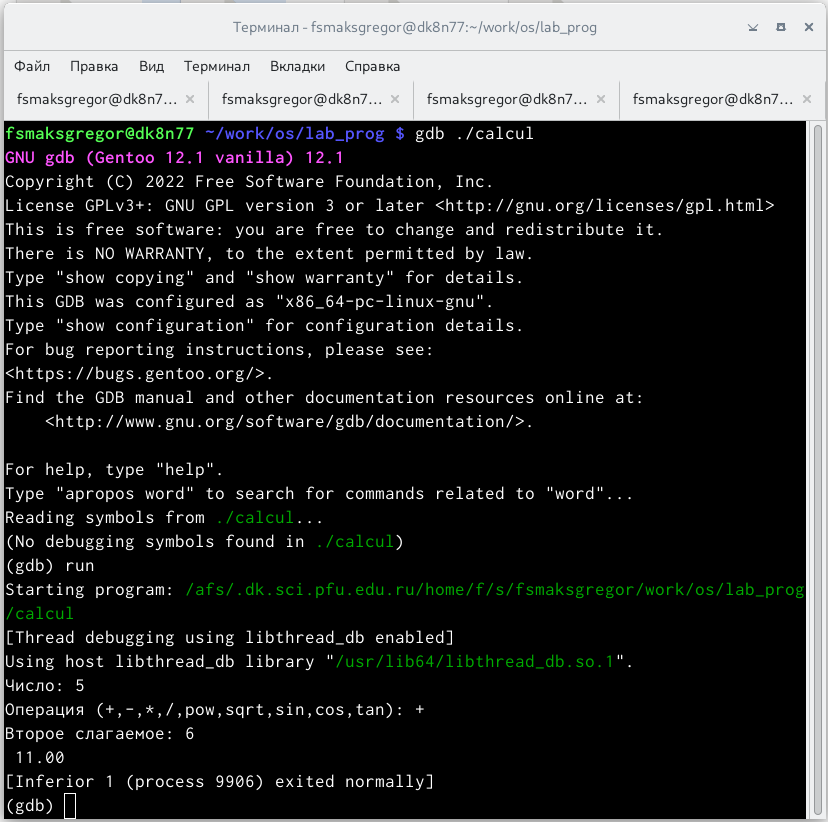 Терминал - fsmaksgregor@dk8n77:~/work/os/lab_prog
Файл Правка Вид Терминал Вкладки Справка
fsmaksgregor@dk8n7... × fsmaksgregor@dk8n7... × fsmaksgregor@dk8n7... × fsmaksgregor@dk8n7... ×
fsmaksgregor@dk8n77 ~/work/os/lab_prog $ gdb ./calcul
GNU gdb (Gentoo 12.1 vanilla) 12.1
Copyright (C) 2022 Free Software Foundation, Inc.
License GPLv3+: GNU GPL version 3 or later <http://gnu.org/licenses/gpl.html>
This is free software: you are free to change and redistribute it.
There is NO WARRANTY, to the extent permitted by law.
Type "show copying" and "show warranty" for details.
This GDB was configured as "x86_64-pc-linux-gnu".
Type "show configuration" for configuration details.
For bug reporting instructions, please see:
<https://bugs.gentoo.org/>.
Find the GDB manual and other documentation resources online at:
    <http://www.gnu.org/software/gdb/documentation/>.
For help, type "help".
Type "apropos word" to search for commands related to "word"...
Reading symbols from ./calcul...
(No debugging symbols found in ./calcul)
(gdb) run
Starting program: /afs/.dk.sci.pfu.edu.ru/home/f/s/fsmaksgregor/work/os/lab_prog
/calcul
[Thread debugging using libthread_db enabled]
Using host libthread_db library "/usr/lib64/libthread_db.so.1".
Число: 5
Операция (+,-,*,/,pow,sqrt,sin,cos,tan): +
Второе слагаемое: 6
 11.00
[Inferior 1 (process 9906) exited normally]
(gdb)